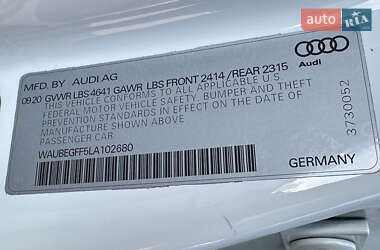 AUTO.RIA
MFD. BY AUDI AG
Audi
0920 GVWR LBS 4641 GAWR LBS FRONT 2414 / REAR 2315
THIS VEHICLE CONFORMS TO ALL APPLICABLE U.S.
FEDERAL MOTOR VEHICLE SAFETY, BUMPER, AND THEFT
PREVENTION STANDARDS IN EFFECT ON THE DATE OF
MANUFACTURE SHOWN ABOVE.
PASSENGER CAR
WAUBEGFF5LA102680
3730052